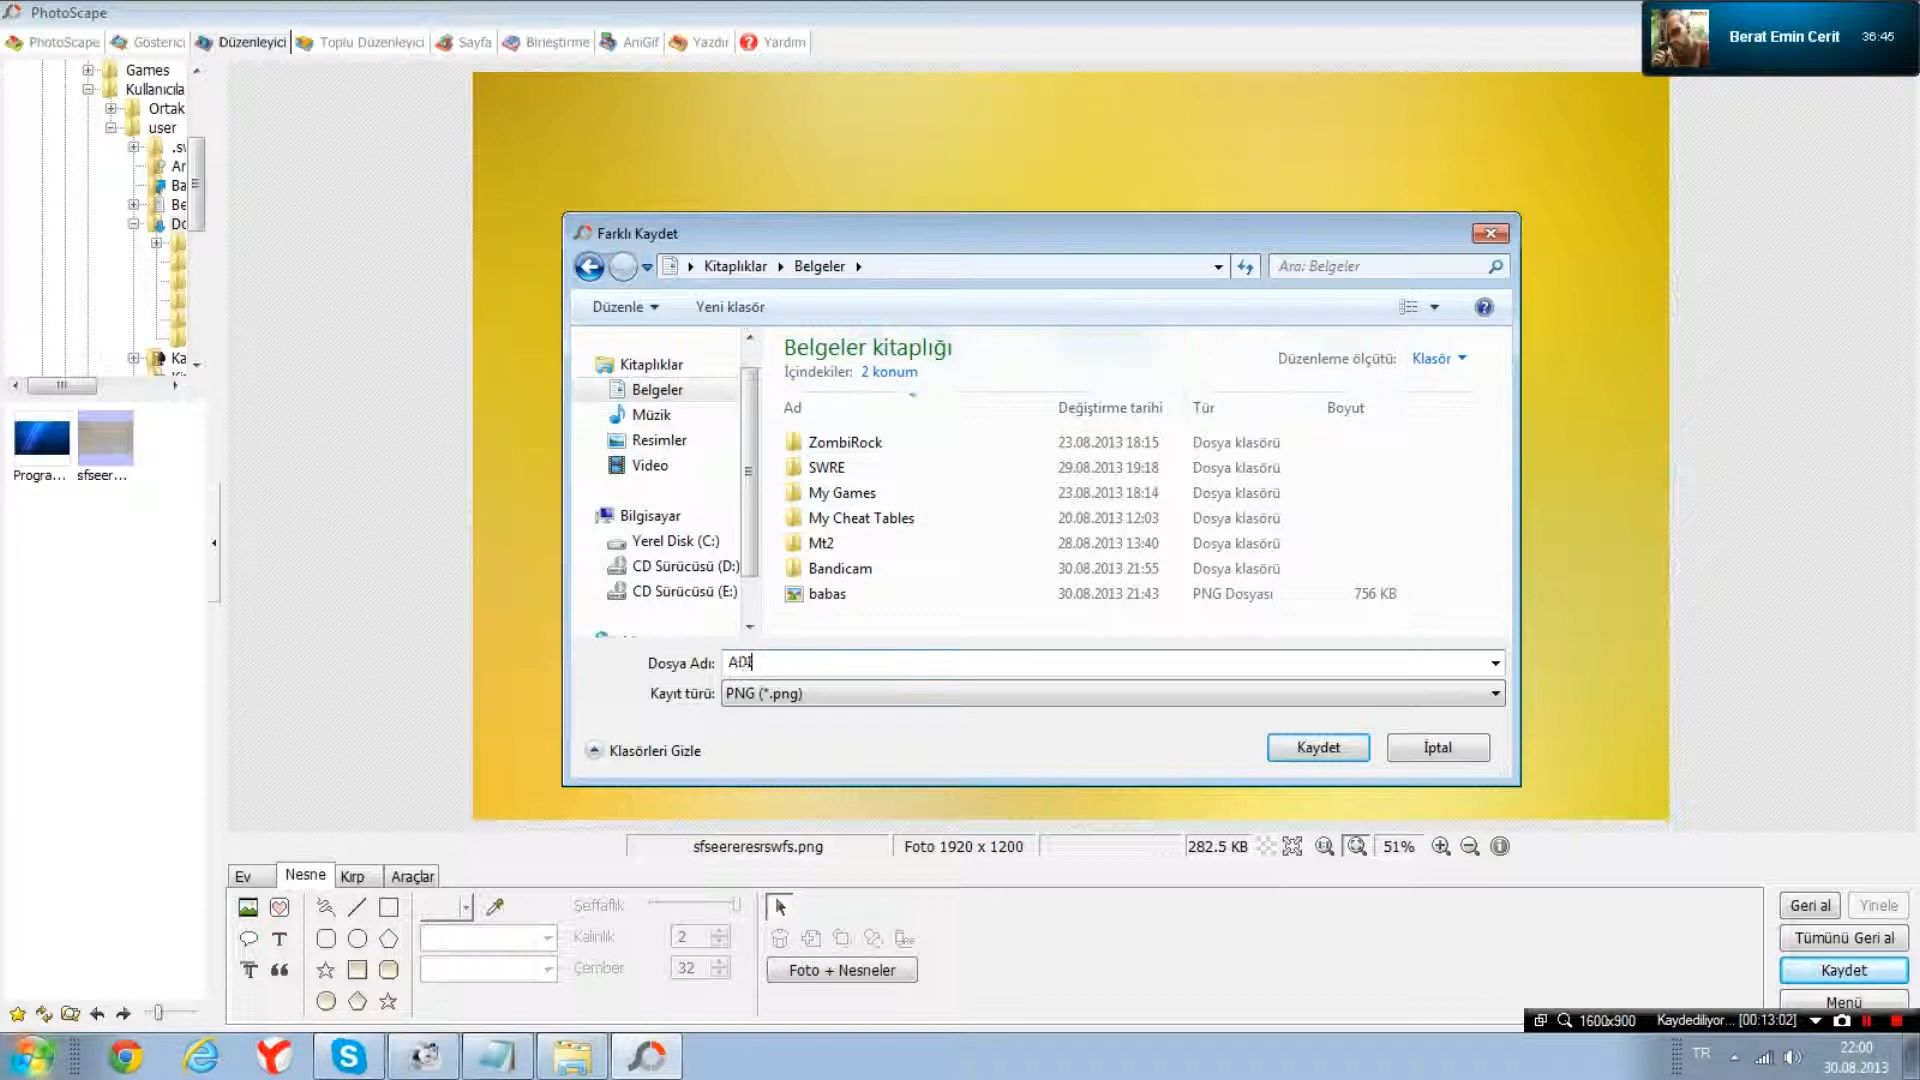 PhotoScape
PhotoScape Gösterici Düzenleyici Toplu Düzenleyici Sayfa Birleştirme AniGif Yazdır Yardım
Berat Emin Cerit 36:45
Games
Kullanıcıla
Ortak
user
.sv
Ar
Ba
Be
Do
Ka
Progra... sfseer...
Farklı Kaydet
Kitaplıklar Belgeler
Ara: Belgeler
Düzenle Yeni klasör
Kitaplıklar
Belgeler
Müzik
Resimler
Video
Bilgisayar
Yerel Disk (C:)
CD Sürücüsü (D:)
CD Sürücüsü (E:)
Belgeler kitaplığı
İçindekiler: 2 konum
Düzenleme ölçütü: Klasör
Ad Değiştirme tarihi Tür Boyut
ZombiRock 23.08.2013 18:15 Dosya klasörü
SWRE 29.08.2013 19:18 Dosya klasörü
My Games 23.08.2013 18:14 Dosya klasörü
My Cheat Tables 20.08.2013 12:03 Dosya klasörü
Mt2 28.08.2013 13:40 Dosya klasörü
Bandicam 30.08.2013 21:55 Dosya klasörü
babas 30.08.2013 21:43 PNG Dosyası 756 KB
Dosya Adı: ADI
Kayıt türü: PNG (*.png)
Klasörleri Gizle
Kaydet İptal
sfseereresrswfs.png Foto 1920 x 1200 282.5 KB 51%
Ev Nesne Kırp Araçlar
Şeffaflık
Kalınlık 2
Çember 32
Foto + Nesneler
Geri al Yinele
Tümünü Geri al
Kaydet
Menü
1600x900 Kaydediliyor... [00:13:02]
TR
22:00
30.08.2013